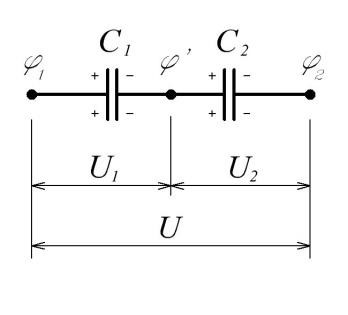 C₁ C₂
φ₁ φ' φ₂
+ − + −
+ − + −
U₁ U₂
U